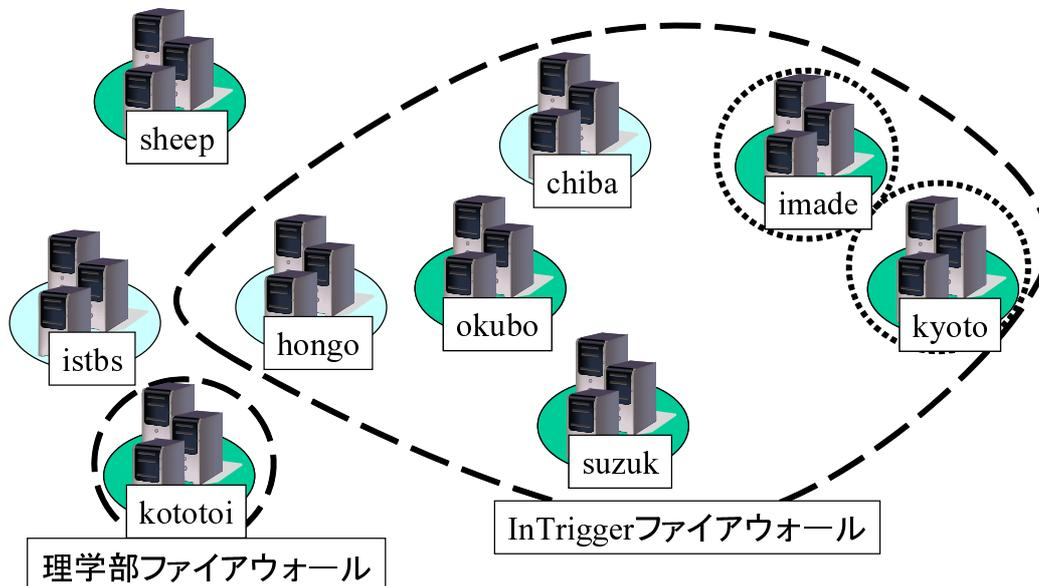 sheep
chiba
imade
istbs
hongo
okubo
kyoto
kototoi
suzuk
InTriggerファイアウォール
理学部ファイアウォール